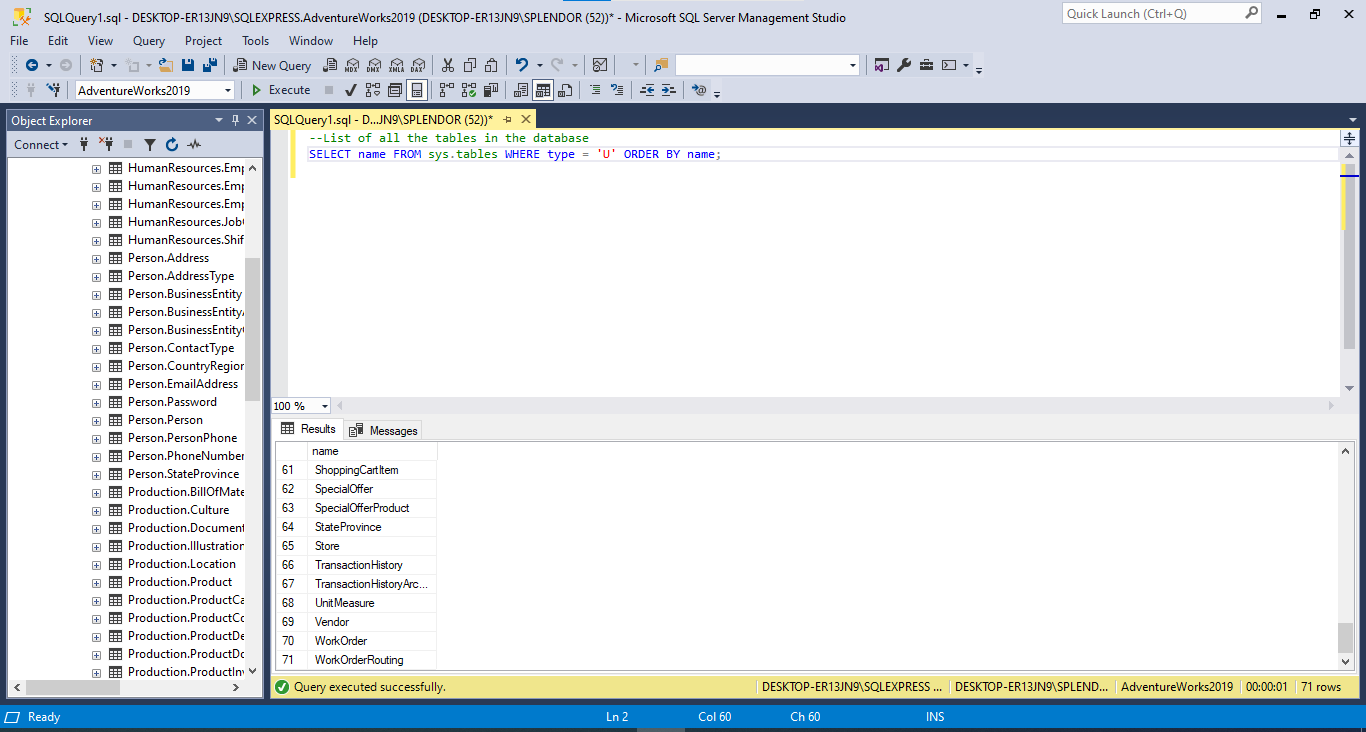 SQLQuery1.sql - DESKTOP-ER13JN9\SQLEXPRESS.AdventureWorks2019 (DESKTOP-ER13JN9\SPLENDOR (52))* - Microsoft SQL Server Management Studio
Quick Launch (Ctrl+Q)
File Edit View Query Project Tools Window Help
New Query MDX DMX XMLA DAX
AdventureWorks2019 Execute
Object Explorer
Connect
HumanResources.Emp
HumanResources.Emp
HumanResources.Emp
HumanResources.Job
HumanResources.Shif
Person.Address
Person.AddressType
Person.BusinessEntity
Person.BusinessEntity
Person.BusinessEntity
Person.ContactType
Person.CountryRegion
Person.EmailAddress
Person.Password
Person.Person
Person.PersonPhone
Person.PhoneNumber
Person.StateProvince
Production.BillOfMate
Production.Culture
Production.Document
Production.Illustration
Production.Location
Production.Product
Production.ProductCa
Production.ProductCo
Production.ProductDe
Production.ProductDo
Production.ProductInv
SQLQuery1.sql - D...JN9\SPLENDOR (52))*
--List of all the tables in the database
SELECT name FROM sys.tables WHERE type = 'U' ORDER BY name;
100 %
Results Messages
name
61 ShoppingCartItem
62 SpecialOffer
63 SpecialOfferProduct
64 StateProvince
65 Store
66 TransactionHistory
67 TransactionHistoryArc...
68 UnitMeasure
69 Vendor
70 WorkOrder
71 WorkOrderRouting
Query executed successfully. DESKTOP-ER13JN9\SQLEXPRESS ... DESKTOP-ER13JN9\SPLEND... AdventureWorks2019 00:00:01 71 rows
Ready Ln 2 Col 60 Ch 60 INS